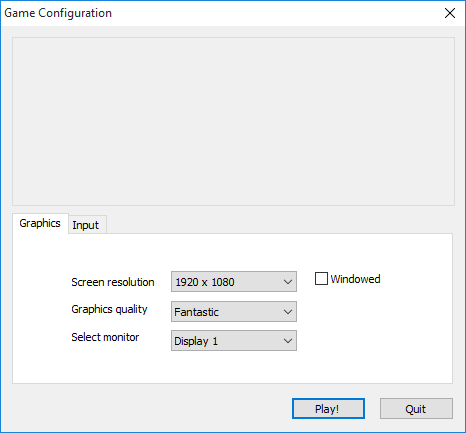 Game Configuration
Graphics
Input
Screen resolution
1920 x 1080
Windowed
Graphics quality
Fantastic
Select monitor
Display 1
Play!
Quit